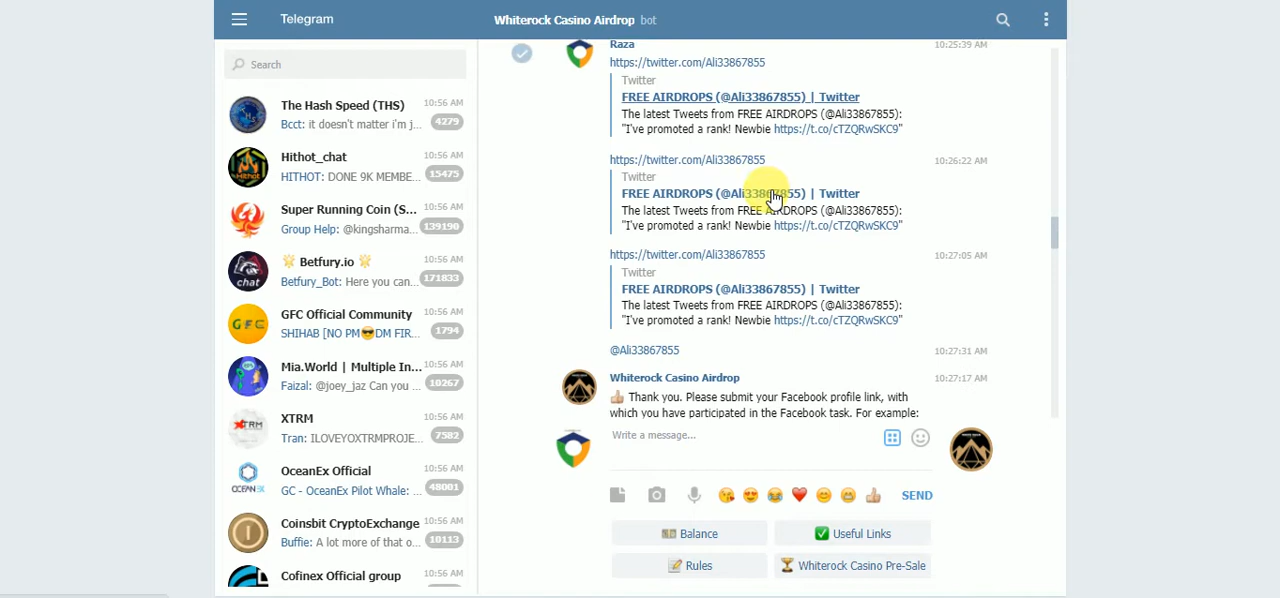 Telegram
Whiterock Casino Airdrop bot
Search
The Hash Speed (THS) 10:56 AM
Bcct: it doesn't matter i'm j... 4279
Hithot_chat 10:56 AM
HITHOT: DONE 9K MEMBE... 15475
Super Running Coin (S... 10:56 AM
Group Help: @kingsharma... 139190
Betfury.io 10:56 AM
Betfury_Bot: Here you can... 171833
chat
GFC Official Community 10:56 AM
SHIHAB [NO PM😎DM FIR... 1794
GFC
Mia.World | Multiple In... 10:56 AM
Faizal: @joey_jaz Can you ... 10267
XTRM 10:56 AM
Tran: ILOVEYOXTRMPROJE... 7582
OceanEx Official 10:56 AM
GC - OceanEx Pilot Whale: ... 48001
OCEANEX
Coinsbit CryptoExchange 10:56 AM
Buffie: A lot more of that o... 10113
Cofinex Official group 10:56 AM
Raza 10:25:39 AM
https://twitter.com/Ali33867855
Twitter
FREE AIRDROPS (@Ali33867855) | Twitter
The latest Tweets from FREE AIRDROPS (@Ali33867855):
"I've promoted a rank! Newbie https://t.co/cTZQRwSKC9"
https://twitter.com/Ali33867855 10:26:22 AM
Twitter
FREE AIRDROPS (@Ali33867855) | Twitter
The latest Tweets from FREE AIRDROPS (@Ali33867855):
"I've promoted a rank! Newbie https://t.co/cTZQRwSKC9"
https://twitter.com/Ali33867855 10:27:05 AM
Twitter
FREE AIRDROPS (@Ali33867855) | Twitter
The latest Tweets from FREE AIRDROPS (@Ali33867855):
"I've promoted a rank! Newbie https://t.co/cTZQRwSKC9"
@Ali33867855 10:27:31 AM
Whiterock Casino Airdrop 10:27:17 AM
👍 Thank you. Please submit your Facebook profile link, with
which you have participated in the Facebook task. For example:
Write a message...
SEND
Balance
Useful Links
Rules
Whiterock Casino Pre-Sale